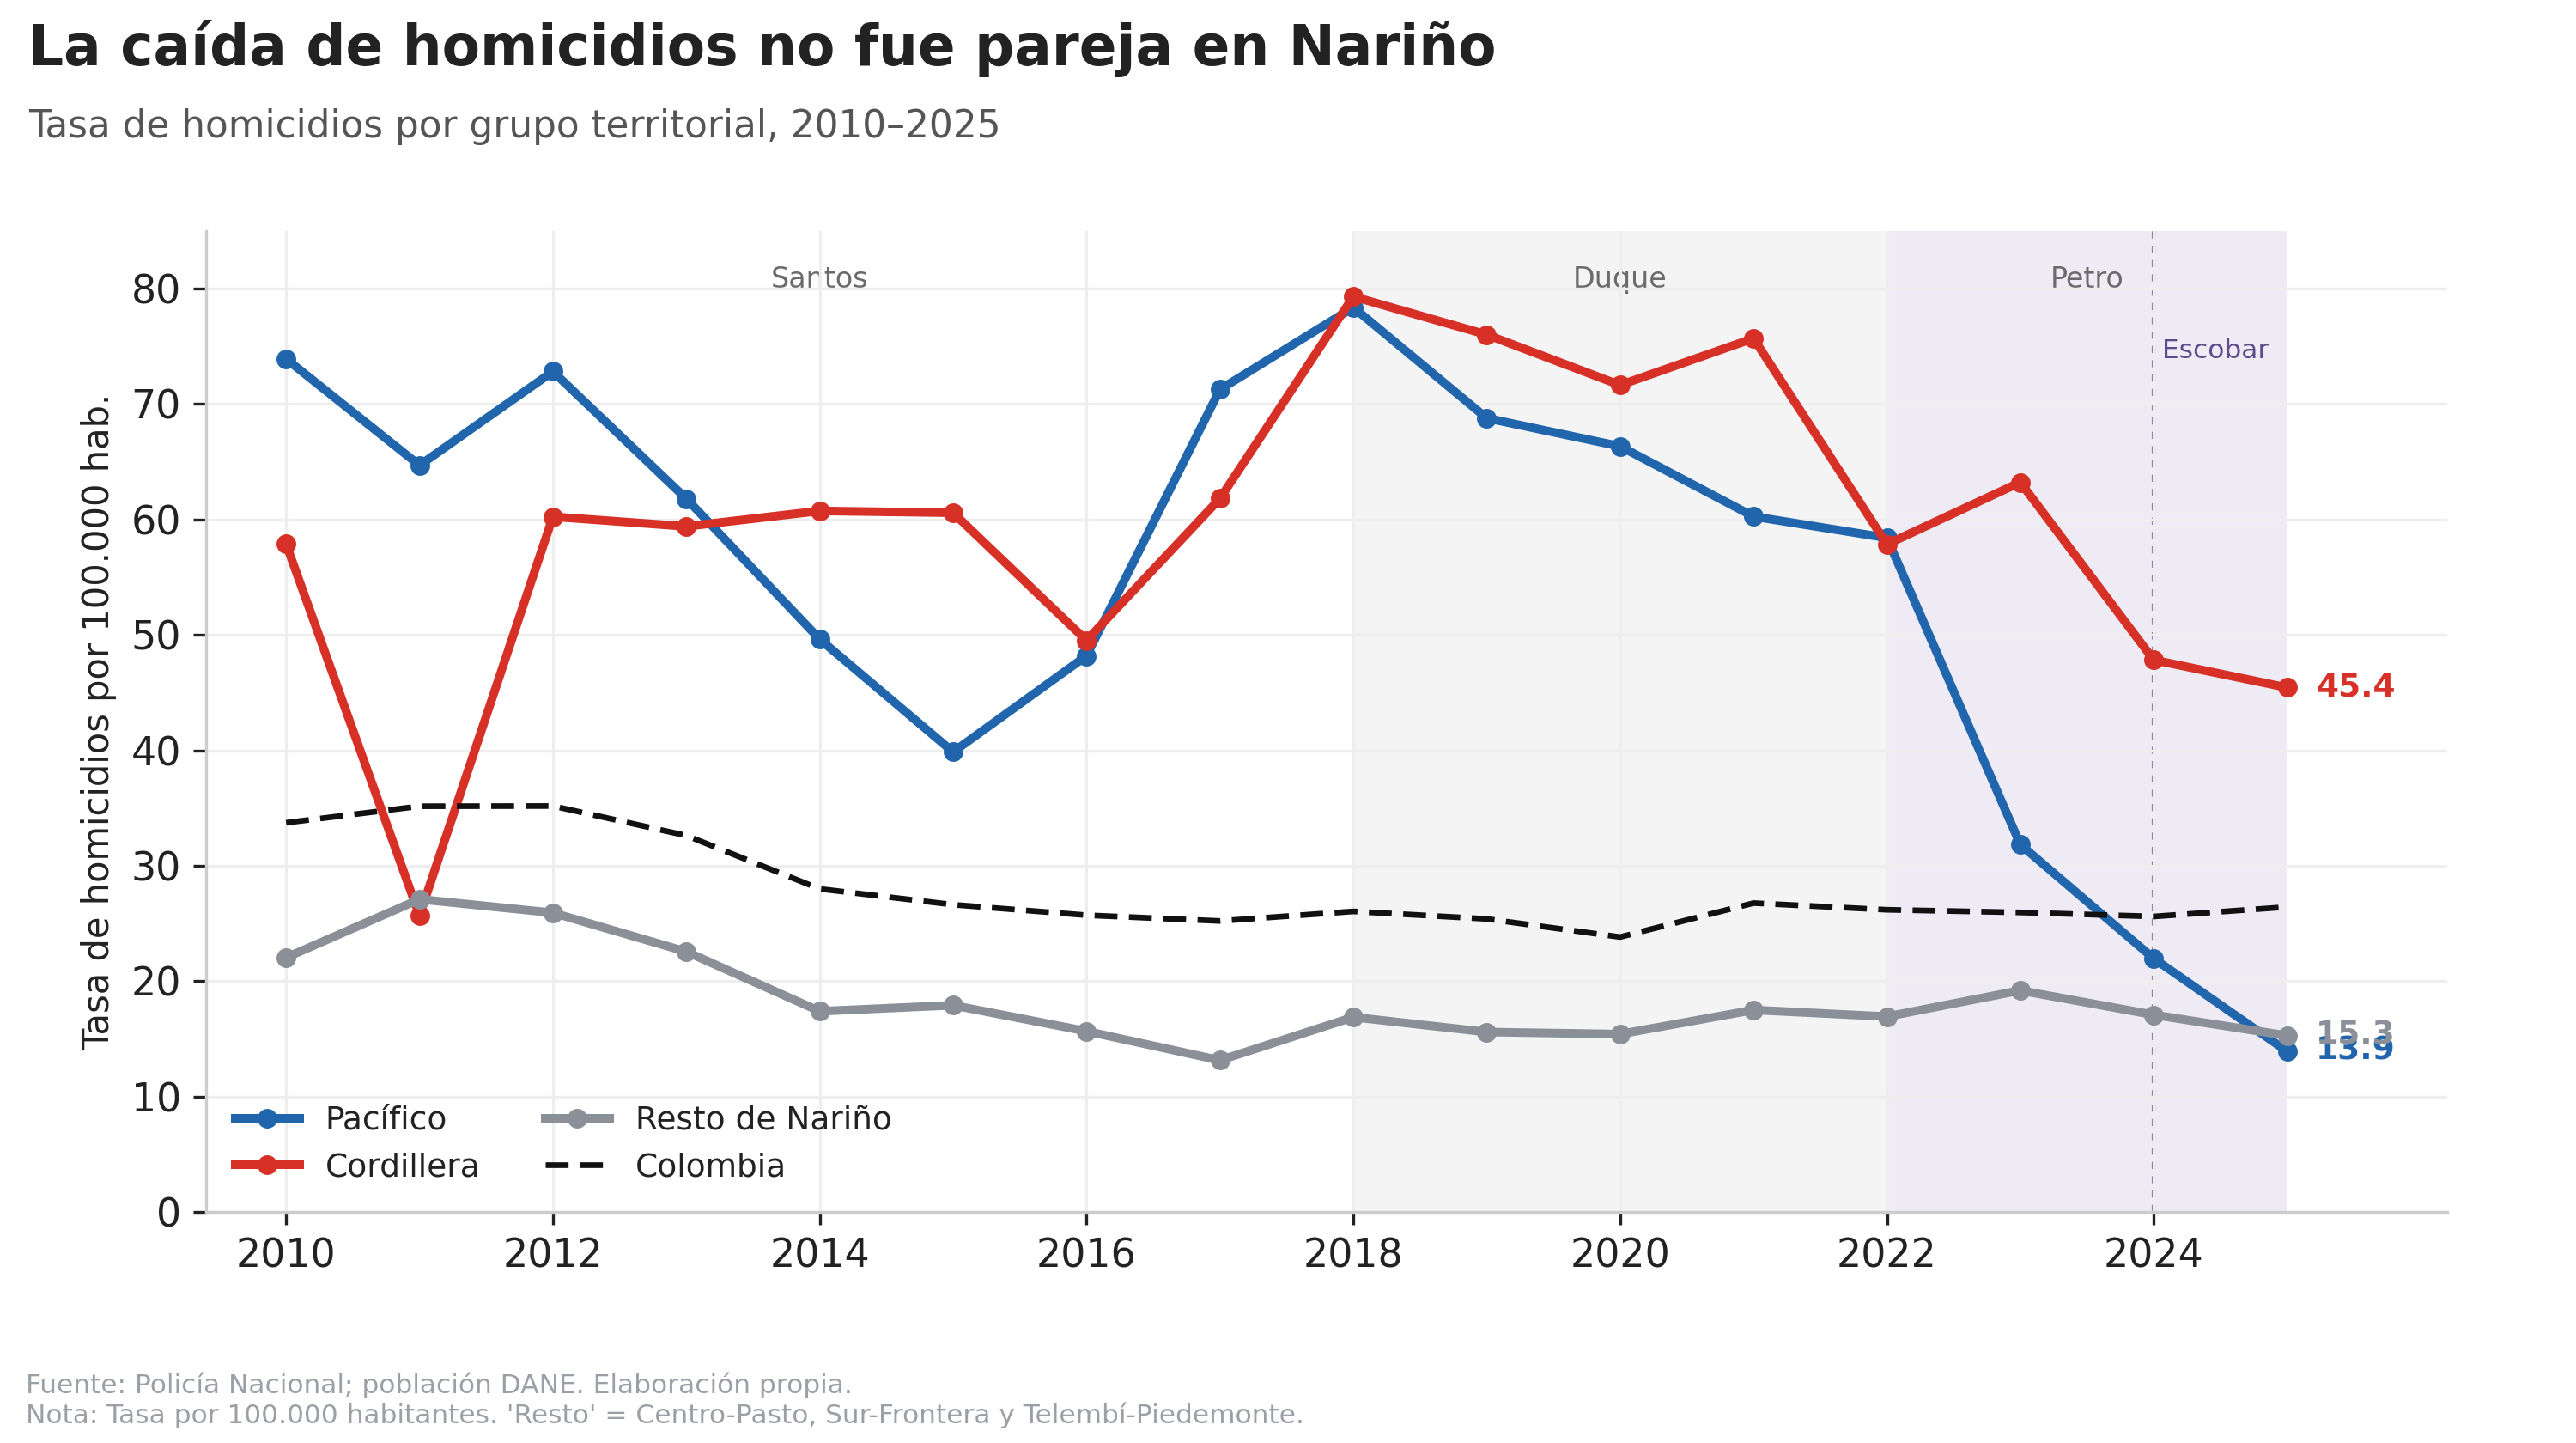 La caída de homicidios no fue pareja en Nariño
Tasa de homicidios por grupo territorial, 2010–2025
Santos
Duque
Petro
Escobar
Tasa de homicidios por 100.000 hab.
80
70
60
50
40
30
20
10
0
45.4
15.3
13.9
Pacífico
Cordillera
Resto de Nariño
Colombia
2010 2012 2014 2016 2018 2020 2022 2024
Fuente: Policía Nacional; población DANE. Elaboración propia.
Nota: Tasa por 100.000 habitantes. 'Resto' = Centro-Pasto, Sur-Frontera y Telembí-Piedemonte.